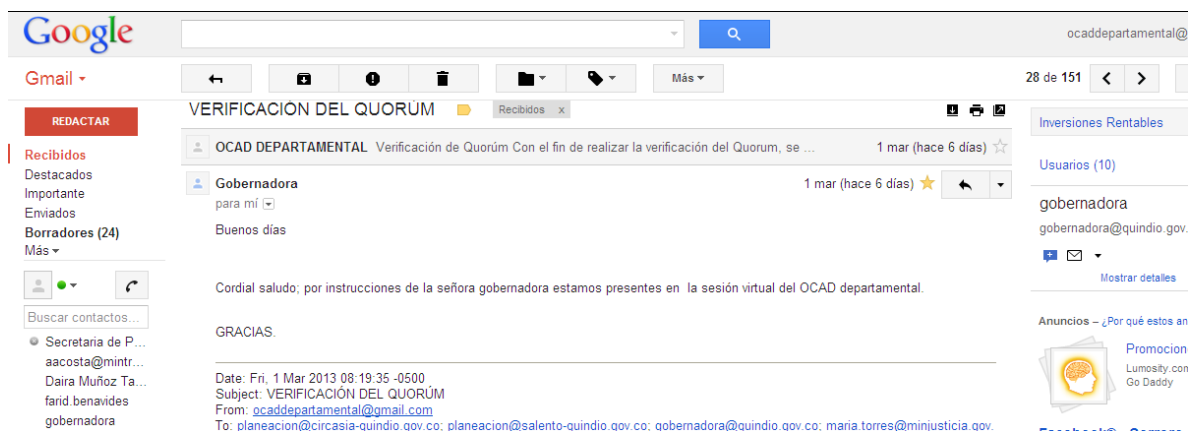 Google
ocaddepartamental@
Gmail
Más
28 de 151
REDACTAR
VERIFICACIÓN DEL QUORÚM
Recibidos x
Inversiones Rentables
Recibidos
Destacados
Importante
Enviados
Borradores (24)
Más
OCAD DEPARTAMENTAL Verificación de Quorúm Con el fin de realizar la verificación del Quorum, se ... 1 mar (hace 6 días)
Usuarios (10)
Gobernadora 1 mar (hace 6 días)
para mí
gobernadora
gobernadora@quindio.gov.
Mostrar detalles
Buenos días
Cordial saludo; por instrucciones de la señora gobernadora estamos presentes en la sesión virtual del OCAD departamental.
GRACIAS.
Buscar contactos...
Secretaria de P...
aacosta@mintr...
Daira Muñoz Ta...
farid.benavides
gobernadora
Anuncios – ¿Por qué estos an
Promocion
Lumosity.con
Go Daddy
Date: Fri, 1 Mar 2013 08:19:35 -0500
Subject: VERIFICACIÓN DEL QUORÚM
From: ocaddepartamental@gmail.com
To: planeacion@circasia-quindio.gov.co; planeacion@salento-quindio.gov.co; gobernadora@quindio.gov.co; maria.torres@minjusticia.gov.